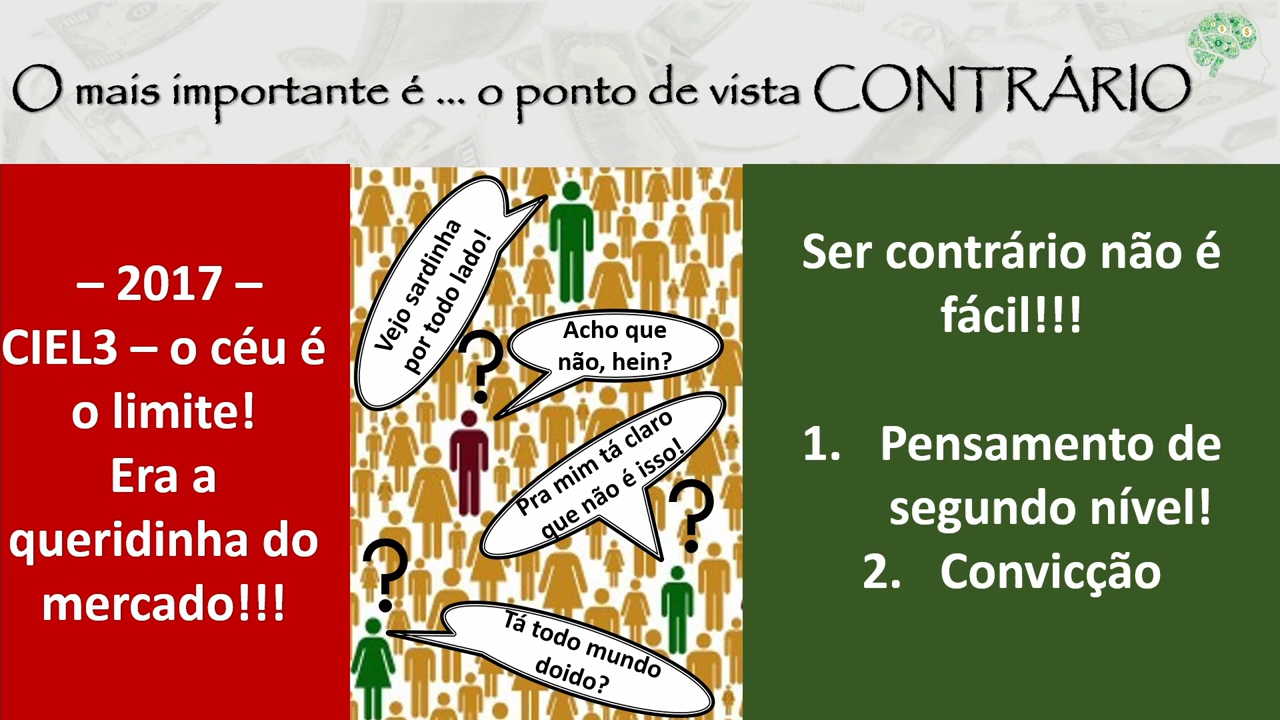 O mais importante é ... o ponto de vista CONTRÁRIO
– 2017 –
CIEL3 – o céu é
o limite!
Era a
queridinha do
mercado!!!
Vejo sardinha
por todo lado!
?
Acho que
não, hein?
Pra mim tá claro
que não é isso!
?
?
Tá todo mundo
doido?
Ser contrário não é
fácil!!!
1. Pensamento de
segundo nível!
2. Convicção